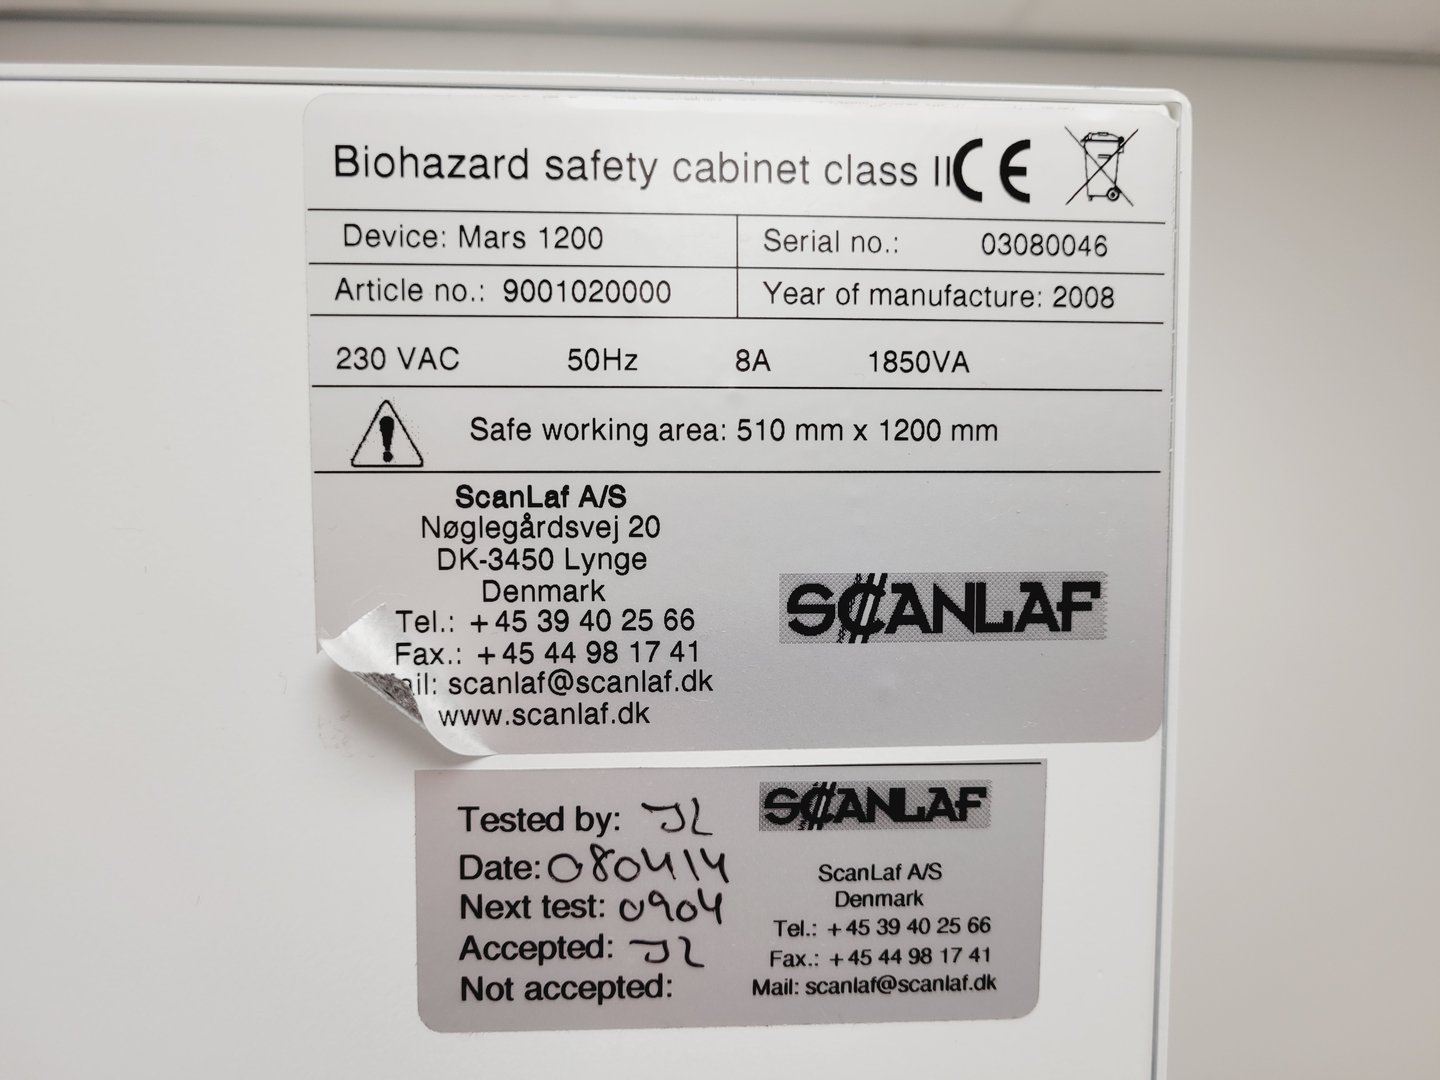 Biohazard safety cabinet class II CE
Device: Mars 1200
Serial no.: 03080046
Article no.: 9001020000
Year of manufacture: 2008
230 VAC 50Hz 8A 1850VA
Safe working area: 510 mm x 1200 mm
ScanLaf A/S
Nøglegårdsvej 20
DK-3450 Lynge
Denmark
Tel.: +45 39 40 25 66
Fax.: +45 44 98 17 41
ail: scanlaf@scanlaf.dk
www.scanlaf.dk
SCANLAF
Tested by: JL
Date: 080414
Next test: 0904
Accepted: JL
Not accepted:
SCANLAF
ScanLaf A/S
Denmark
Tel.: +45 39 40 25 66
Fax.: +45 44 98 17 41
Mail: scanlaf@scanlaf.dk